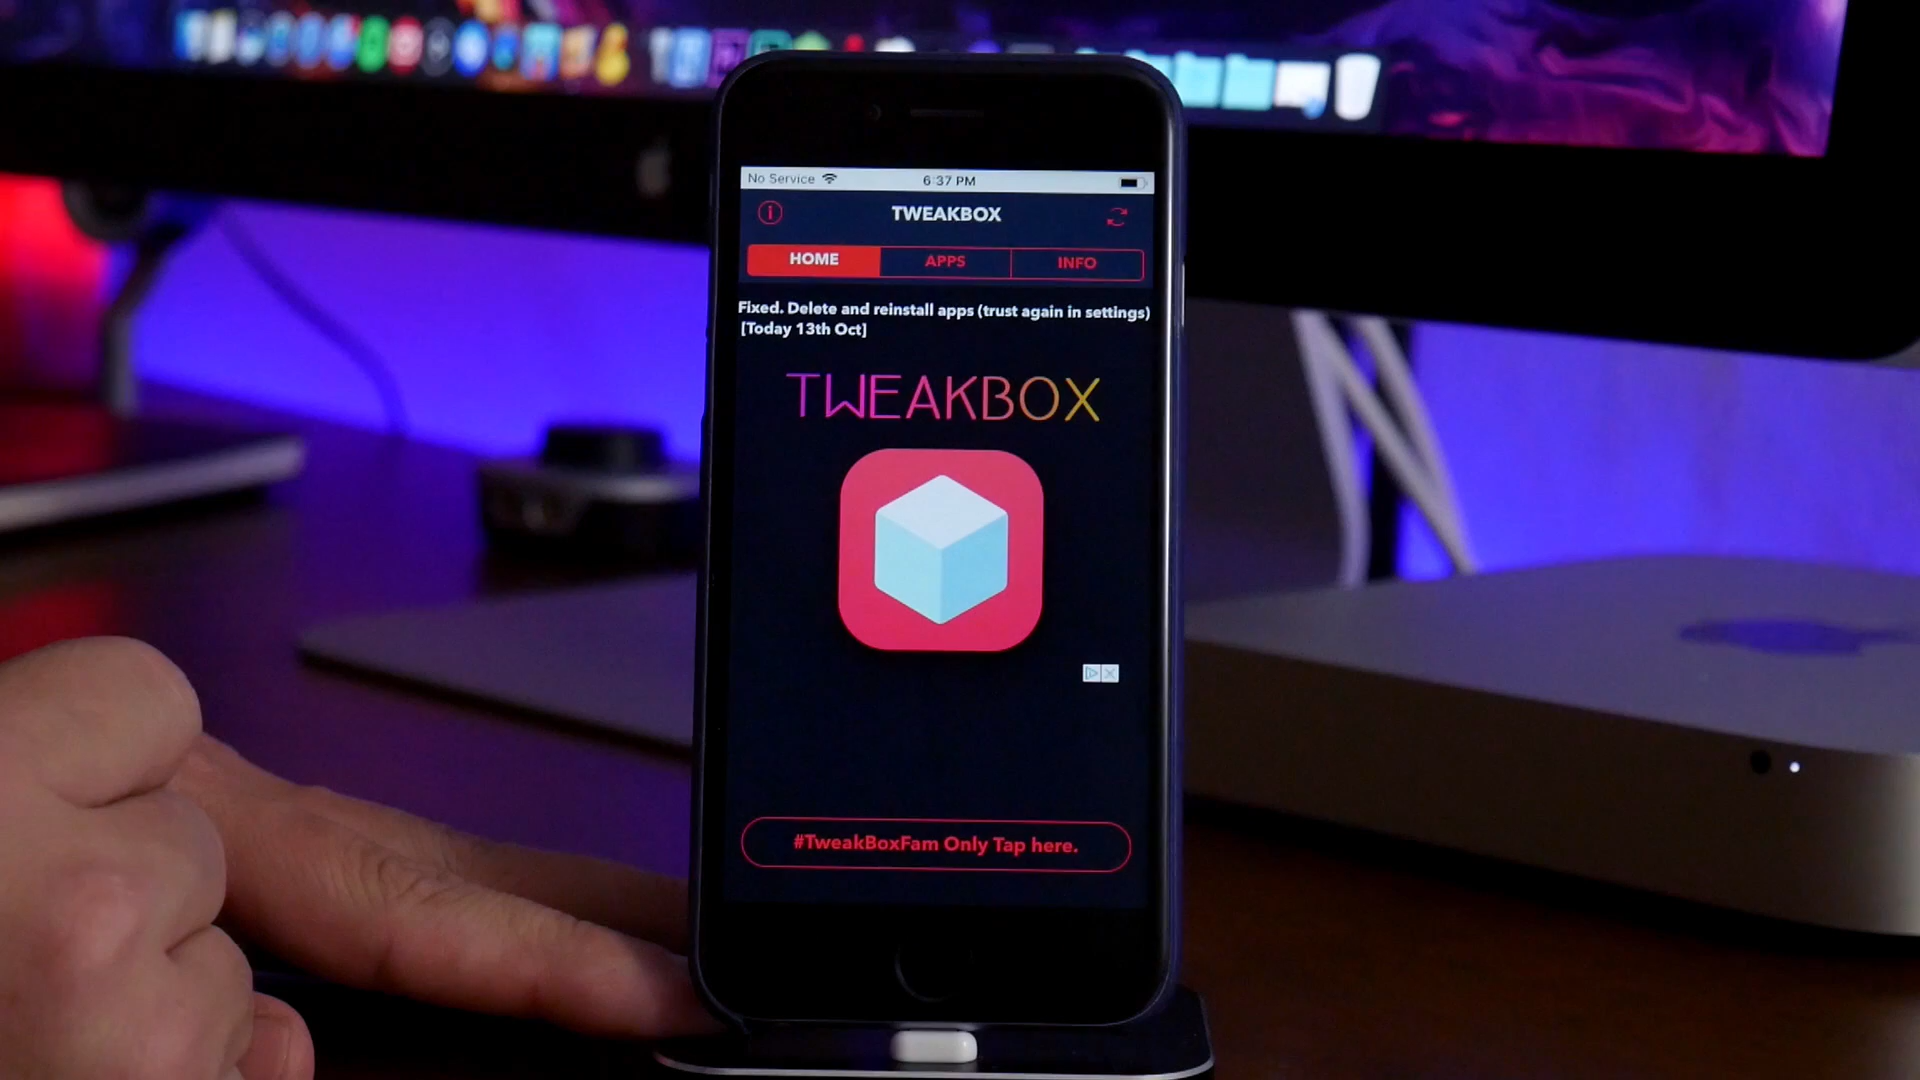 No Service 6:37 PM
TWEAKBOX
HOME APPS INFO
Fixed. Delete and reinstall apps (trust again in settings)
[Today 13th Oct]
TWEAKBOX
#TweakBoxFam Only Tap here.